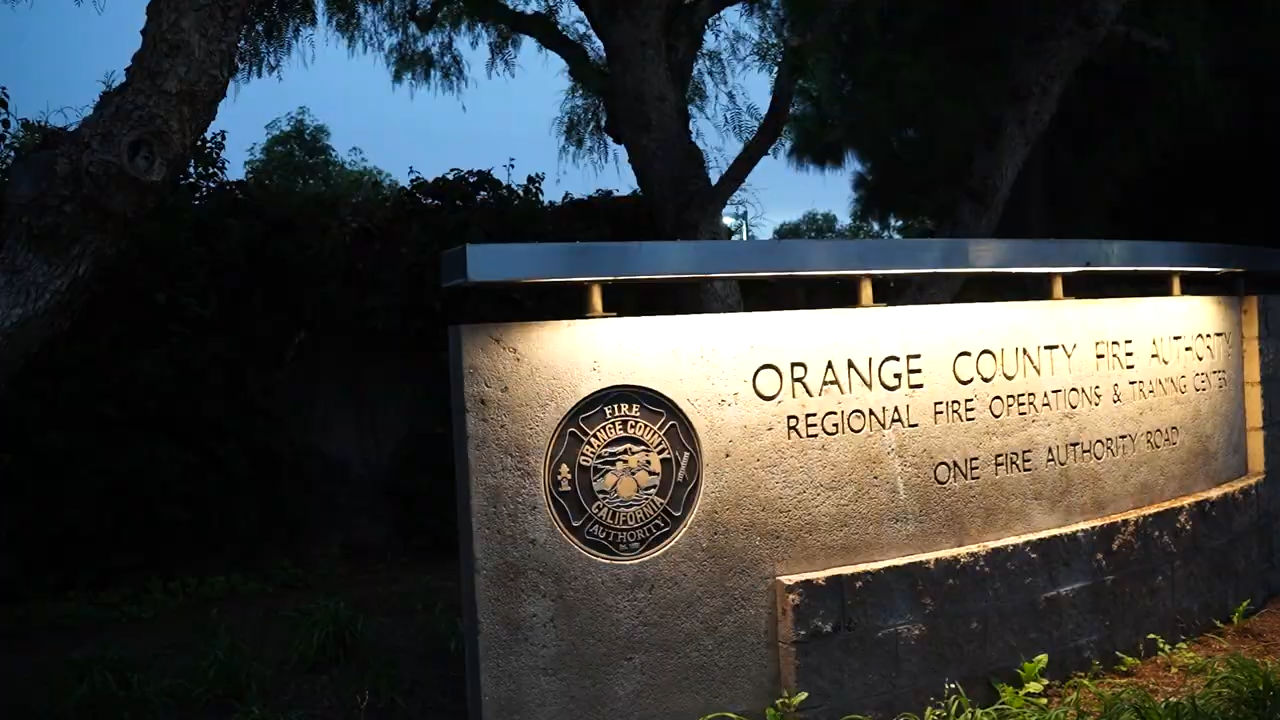 ORANGE COUNTY FIRE AUTHORITY
REGIONAL FIRE OPERATIONS & TRAINING CENTER
ONE FIRE AUTHORITY ROAD
FIRE
ORANGE COUNTY
CALIFORNIA
AUTHORITY